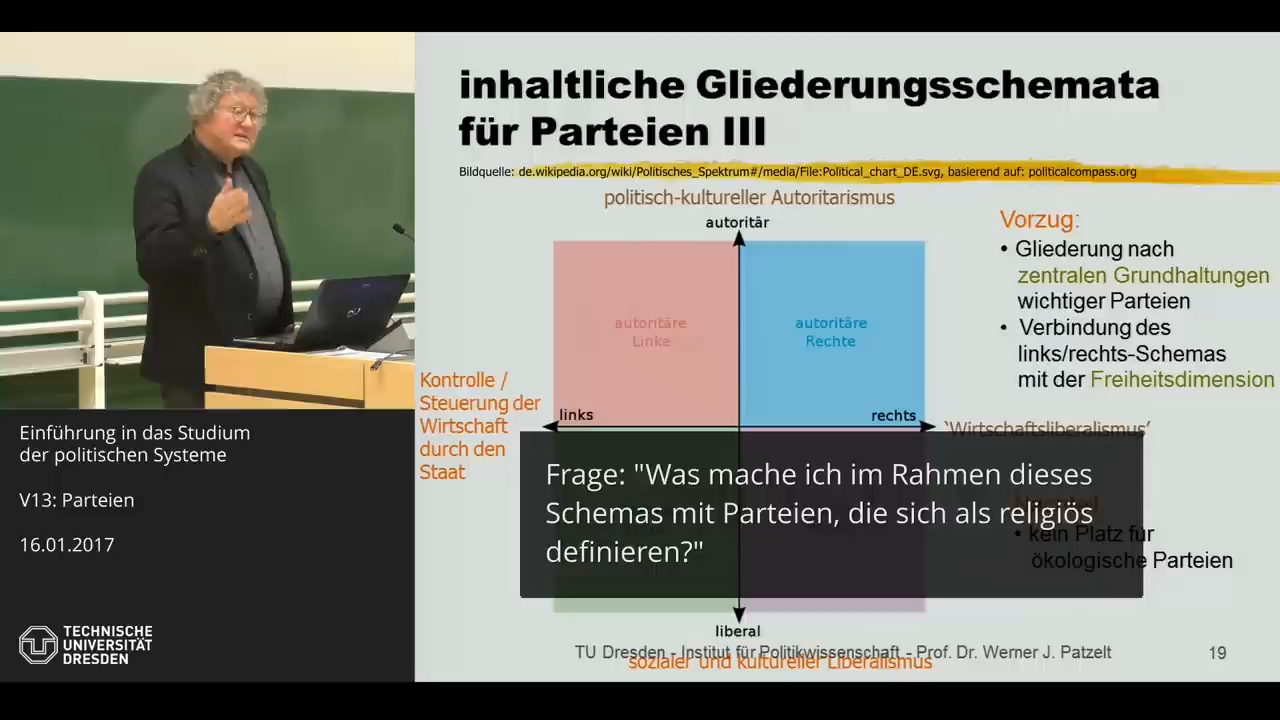 inhaltliche Gliederungsschemata
für Parteien III
Bildquelle: de.wikipedia.org/wiki/Politisches_Spektrum#/media/File:Political_chart_DE.svg, basierend auf: politicalcompass.org
politisch-kultureller Autoritarismus
autoritär
autoritäre
Linke
autoritäre
Rechte
links
rechts
Kontrolle /
Steuerung der
Wirtschaft
durch den
Staat
'Wirtschaftsliberalismus'
Vorzug:
• Gliederung nach
zentralen Grundhaltungen
wichtiger Parteien
• Verbindung des
links/rechts-Schemas
mit der Freiheitsdimension
• kein Platz für
ökologische Parteien
Frage: "Was mache ich im Rahmen dieses
Schemas mit Parteien, die sich als religiös
definieren?"
liberal
sozialer und kultureller Liberalismus
TU Dresden - Institut für Politikwissenschaft - Prof. Dr. Werner J. Patzelt
19
Einführung in das Studium
der politischen Systeme
V13: Parteien
16.01.2017
TECHNISCHE
UNIVERSITÄT
DRESDEN